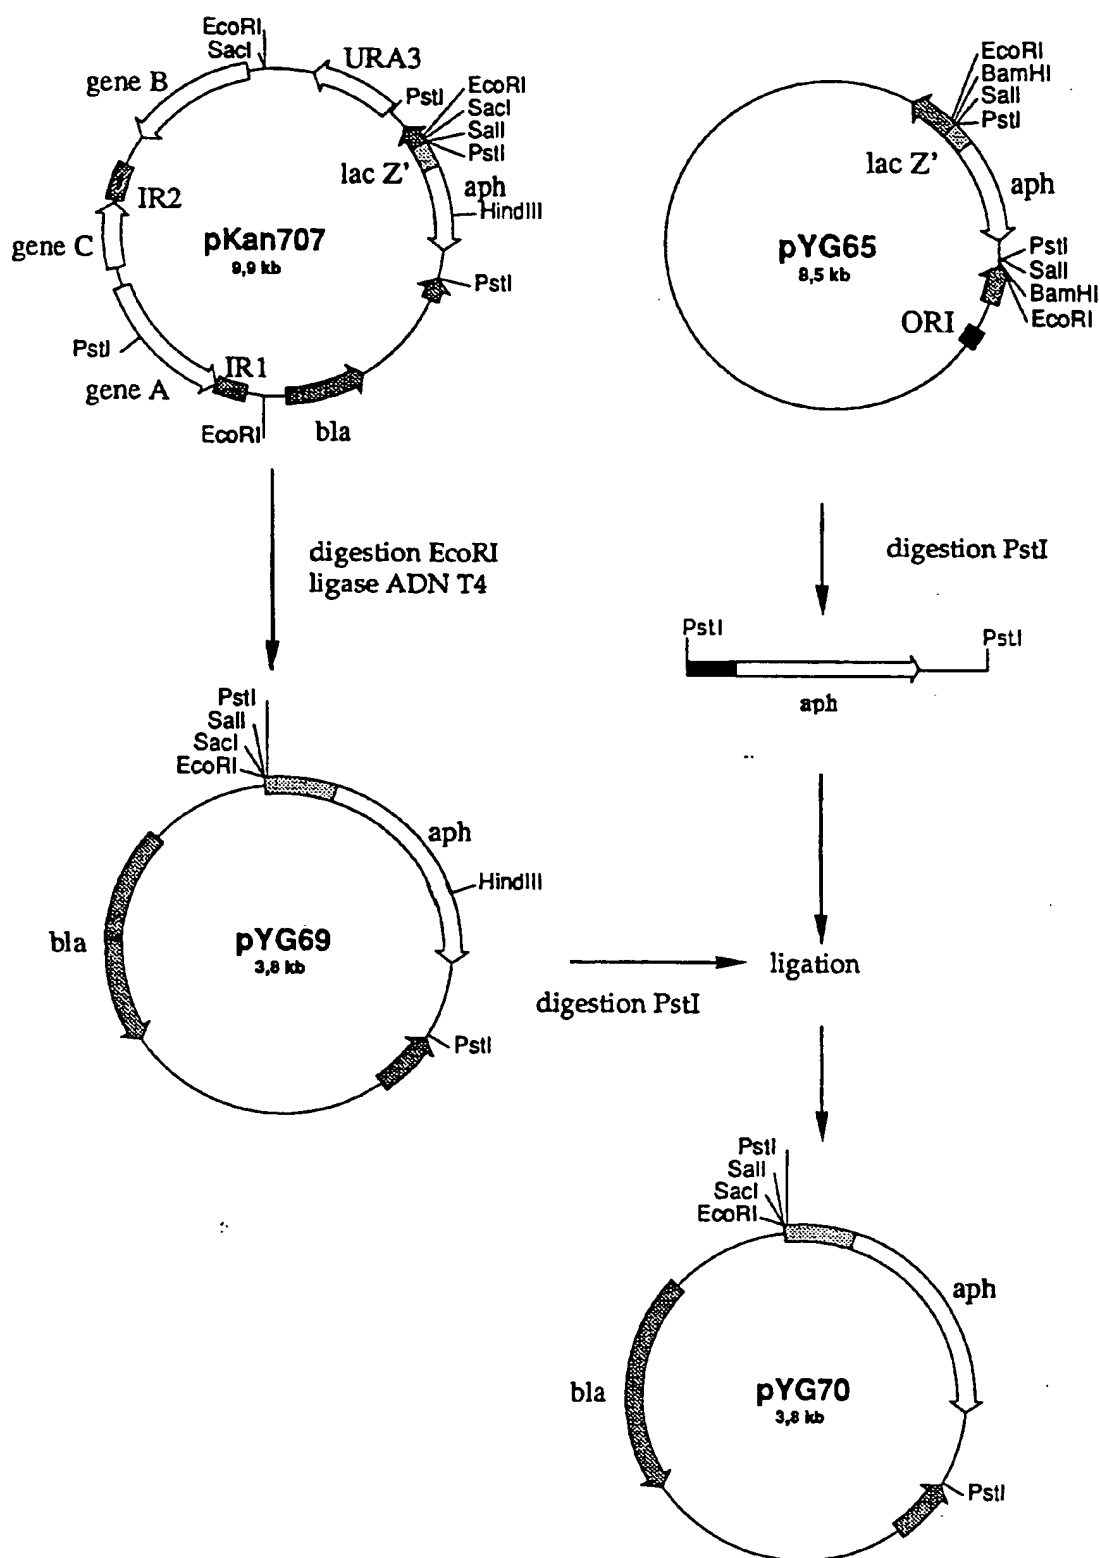 EcoRI
SacI
URA3
gene B
PstI
EcoRI
SacI
SalI
PstI
lac Z'
aph
HindIII
IR2
gene C
pKan707
9,9 kb
PstI
PstI
gene A
IR1
EcoRI
bla
EcoRI
BamHI
SalI
PstI
lac Z'
aph
pYG65
8,5 kb
PstI
SalI
BamHI
EcoRI
ORI
digestion EcoRI
ligase ADN T4
digestion PstI
PstI
PstI
aph
PstI
SalI
SacI
EcoRI
aph
HindIII
bla
pYG69
3,8 kb
PstI
digestion PstI
ligation
PstI
SalI
SacI
EcoRI
aph
bla
pYG70
3,8 kb
PstI